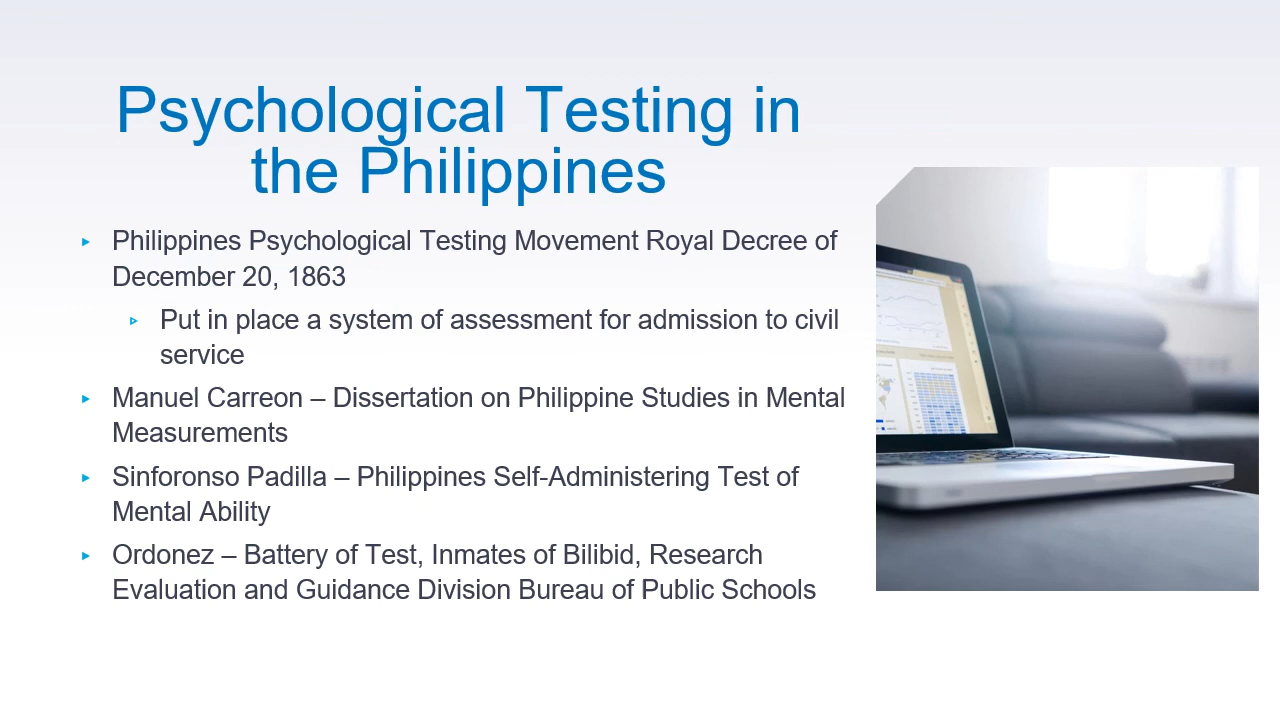 Psychological Testing in
the Philippines
Philippines Psychological Testing Movement Royal Decree of
December 20, 1863
Put in place a system of assessment for admission to civil
service
Manuel Carreon – Dissertation on Philippine Studies in Mental
Measurements
Sinforonso Padilla – Philippines Self-Administering Test of
Mental Ability
Ordonez – Battery of Test, Inmates of Bilibid, Research
Evaluation and Guidance Division Bureau of Public Schools